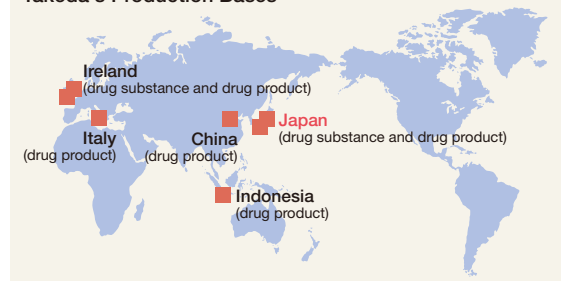 Takeda's Production Bases
Ireland
(drug substance and drug product)
Japan
(drug substance and drug product)
Italy
(drug product)
China
(drug product)
Indonesia
(drug product)